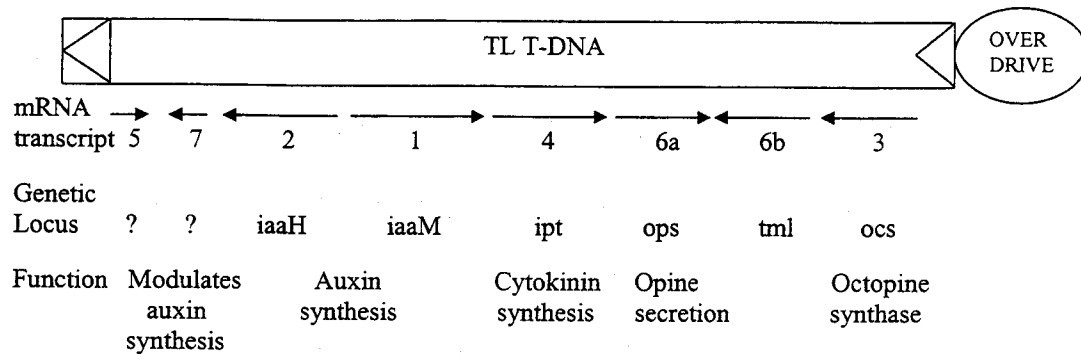 TL T-DNA
OVER
DRIVE
mRNA
transcript 5 7 2 1 4 6a 6b 3
Genetic
Locus ? ? iaaH iaaM ipt ops tml ocs
Function Modulates Auxin Cytokinin Opine Octopine
auxin synthesis synthesis secretion synthase
synthesis